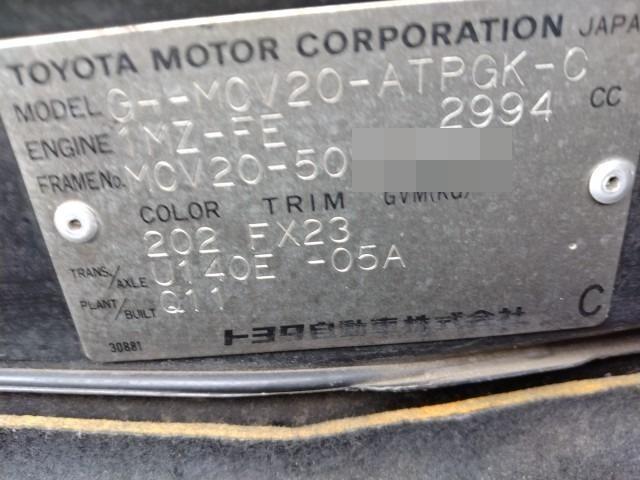 TOYOTA MOTOR CORPORATION JAPAN
MODEL G--MCV20-ATPGK-C
ENGINE 1MZ-FE 2994 CC
FRAME No. MCV20-50
COLOR TRIM GVM(KG)
202 FX23
TRANS/AXLE U140E -05A
PLANT/BUILT Q11
C
30881 トヨタ自動車株式会社